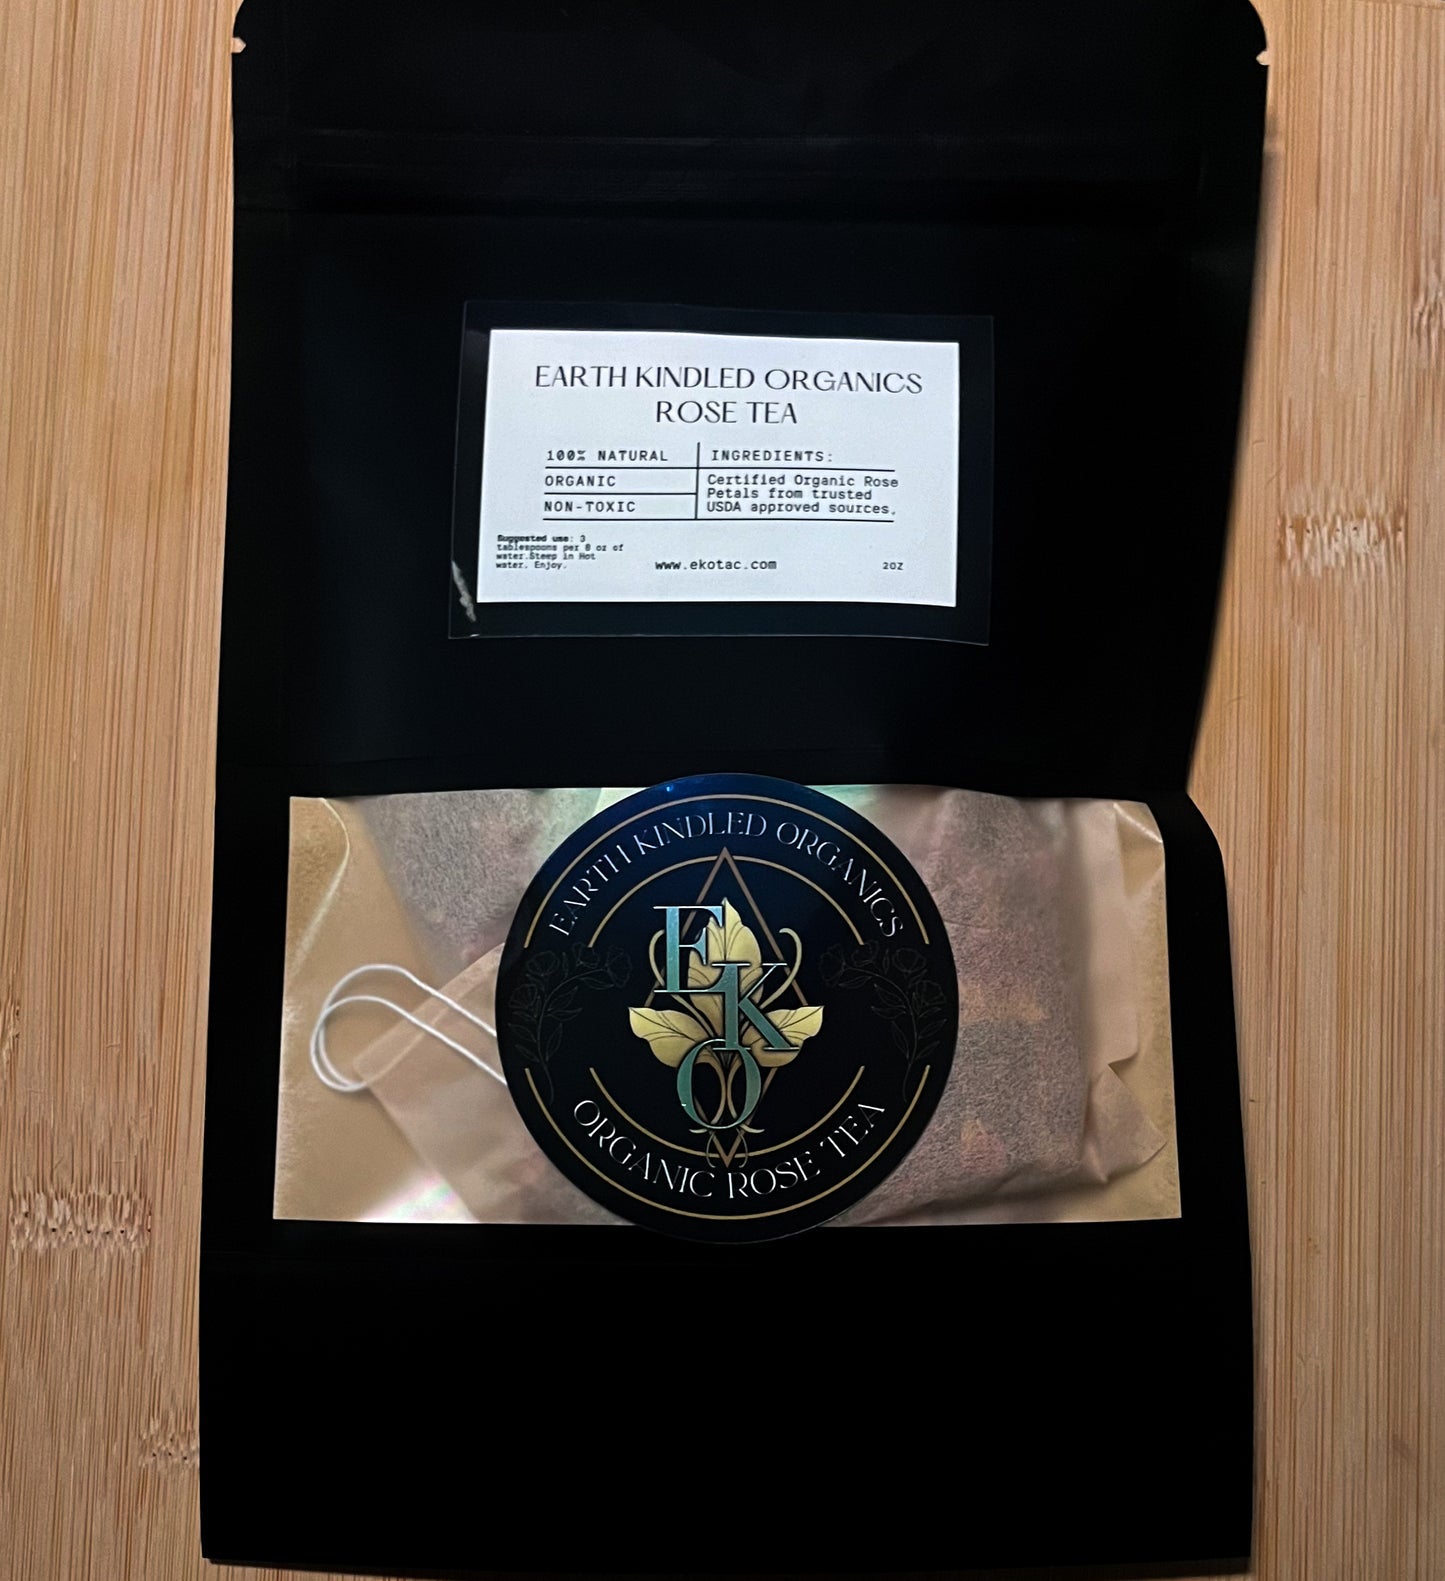 EARTH KINDLED ORGANICS
ROSE TEA
100% NATURAL
ORGANIC
NON-TOXIC
INGREDIENTS:
Certified Organic Rose
Petals from trusted
USDA approved sources.
Suggested use: 3
tablespoons per 8 oz of
water.Steep in Hot
water. Enjoy.
www.ekotac.com
2OZ
EARTH KINDLED ORGANICS
EKO
ORGANIC ROSE TEA